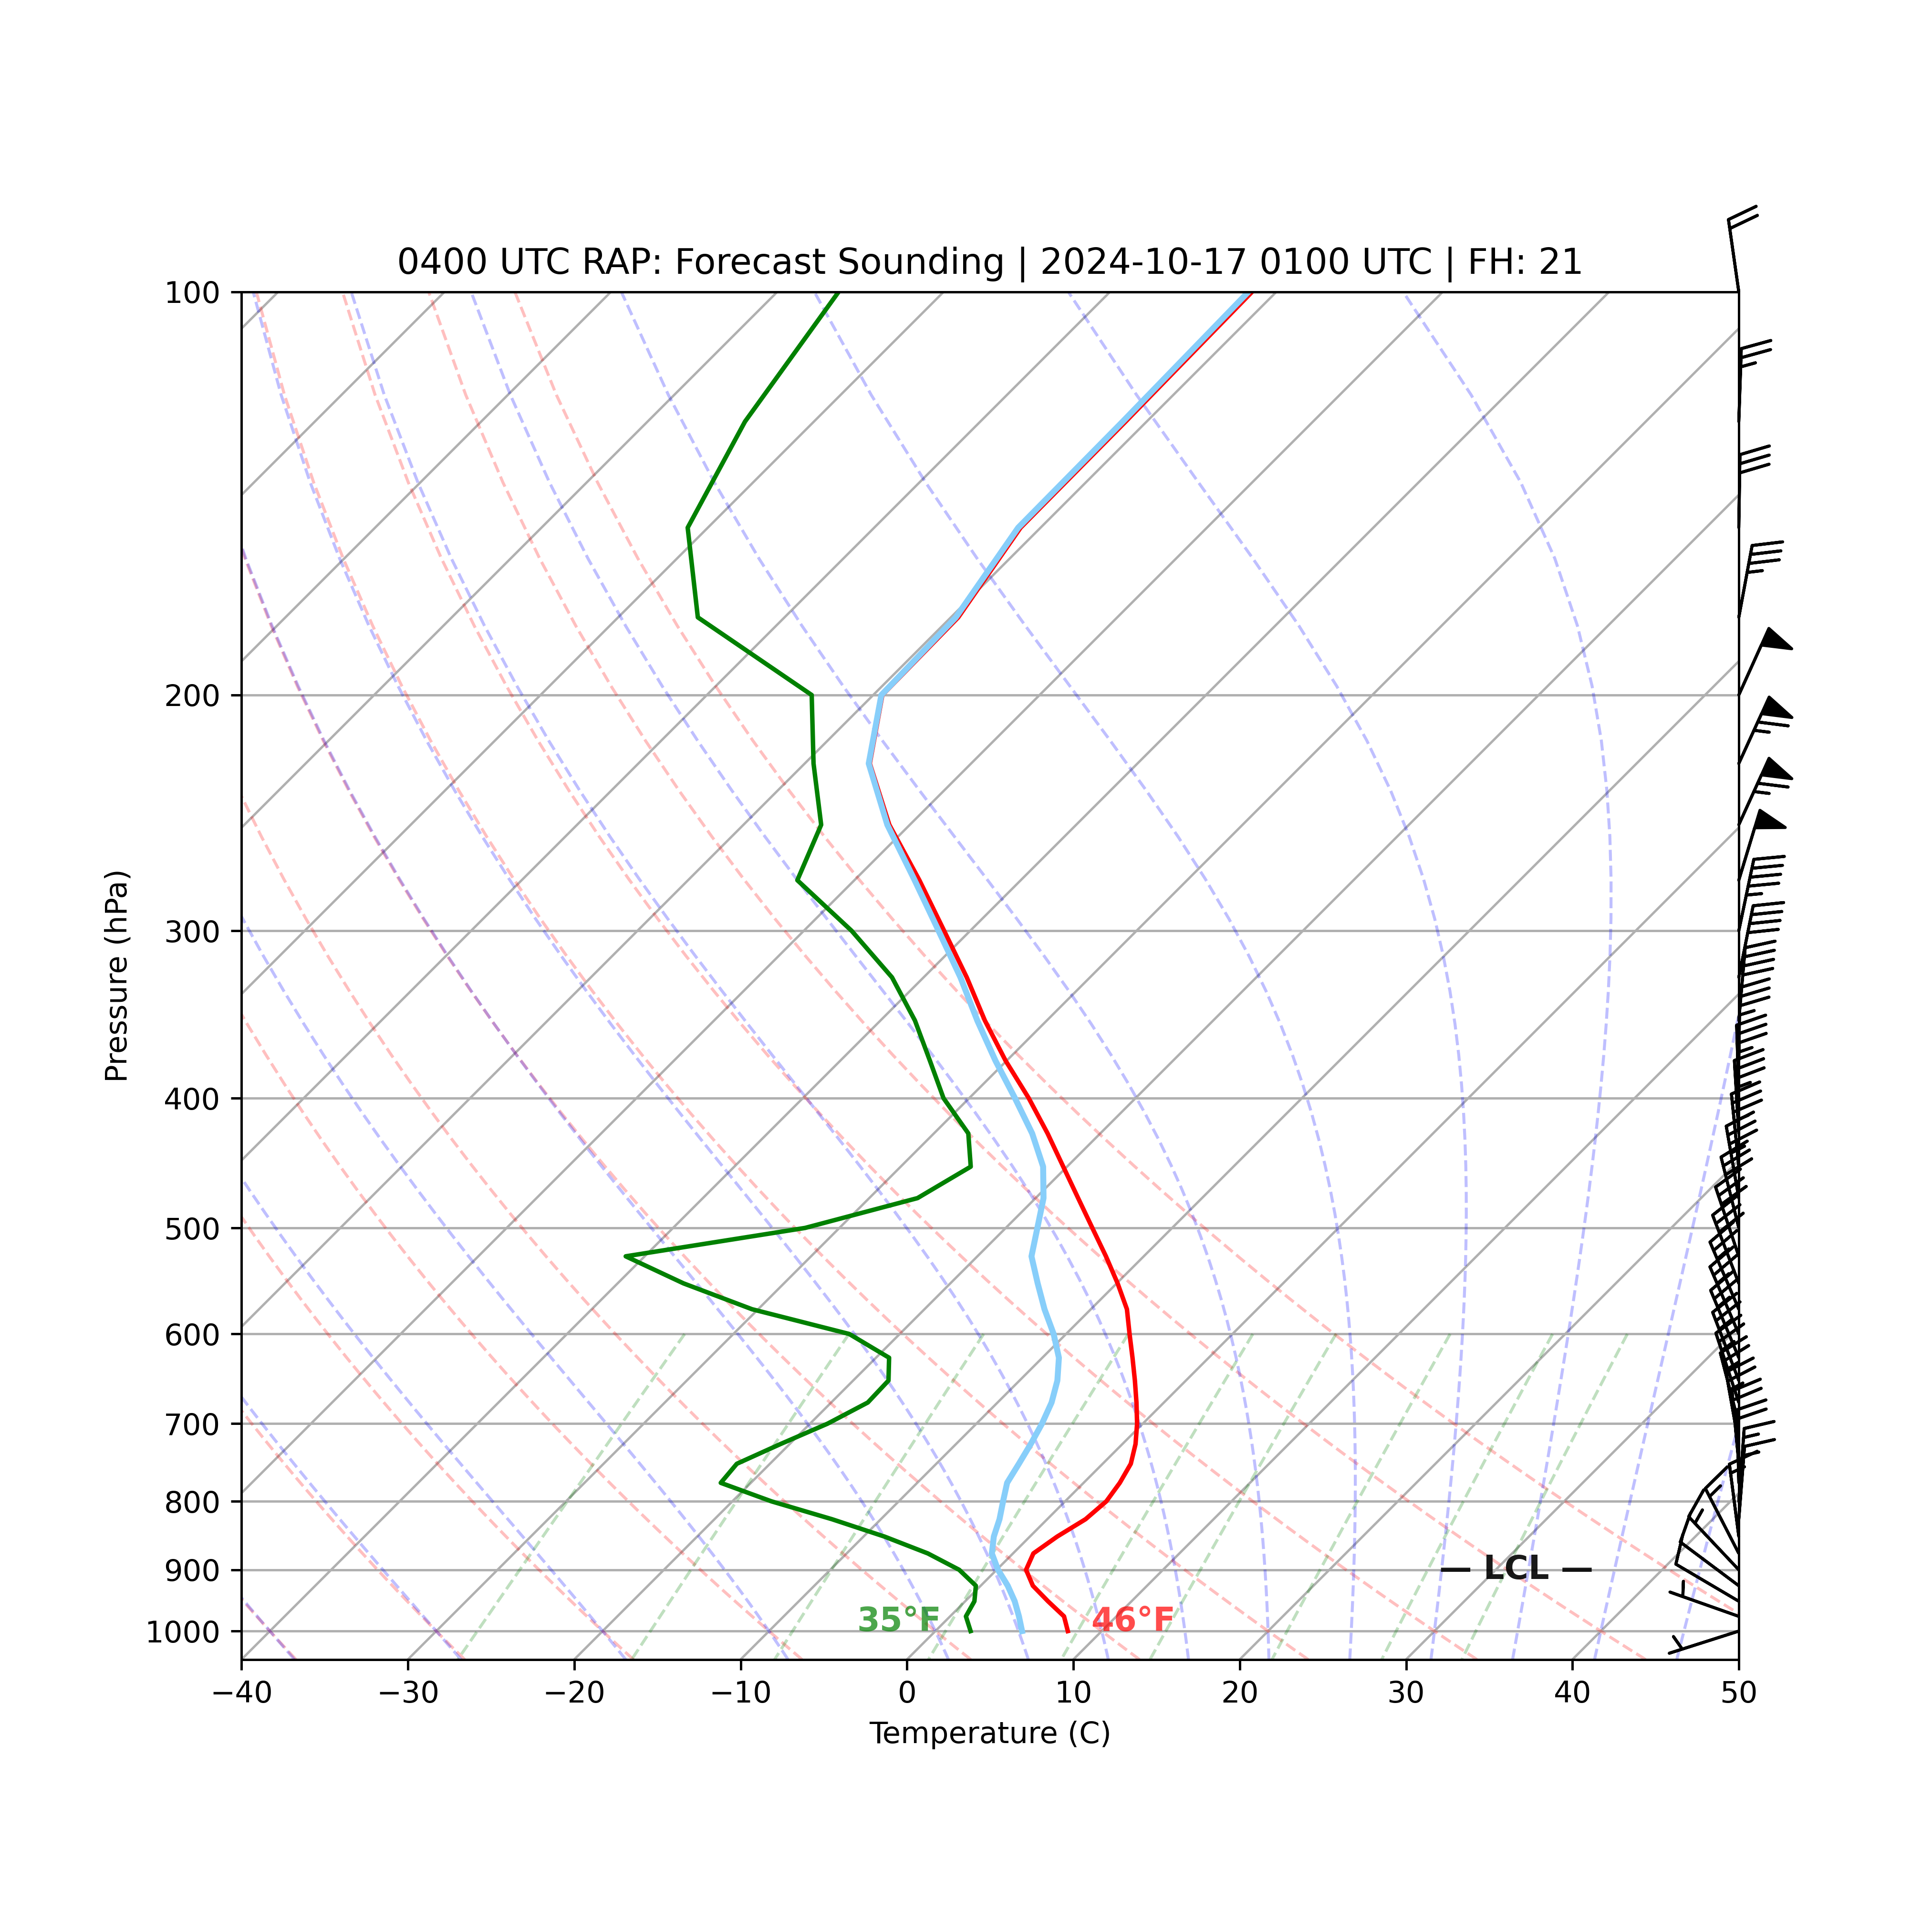 0400 UTC RAP: Forecast Sounding | 2024-10-17 0100 UTC | FH: 21
100
200
300
400
500
600
700
800
900
1000
Pressure (hPa)
— LCL —
35°F
46°F
−40 −30 −20 −10 0 10 20 30 40 50
Temperature (C)